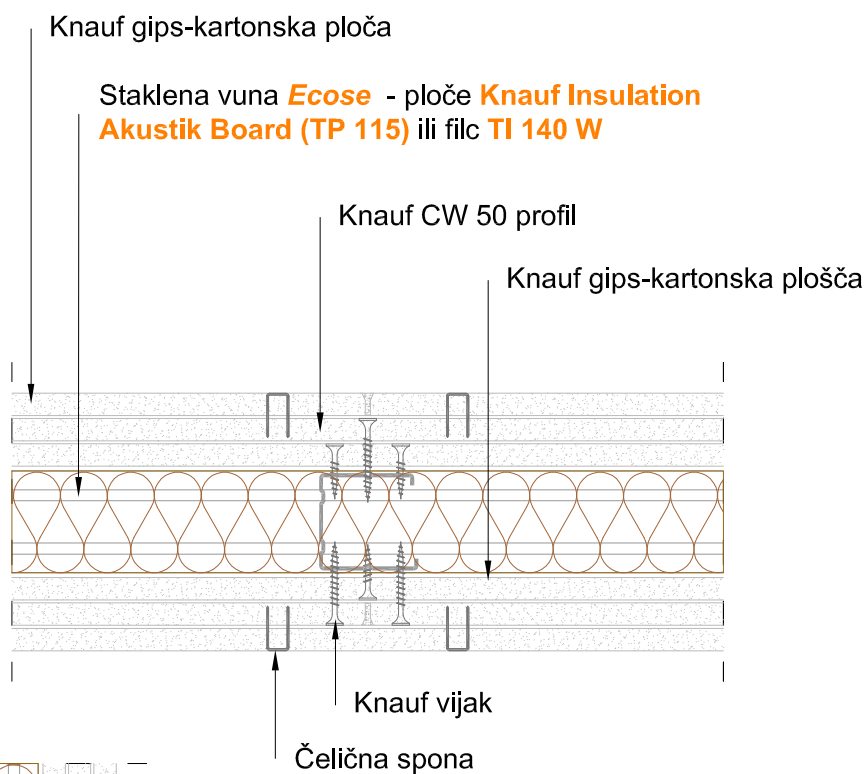 Knauf gips-kartonska ploča
Staklena vuna Ecose - ploče Knauf Insulation
Akustik Board (TP 115) ili filc TI 140 W
Knauf CW 50 profil
Knauf gips-kartonska plošča
Knauf vijak
Čelična spona